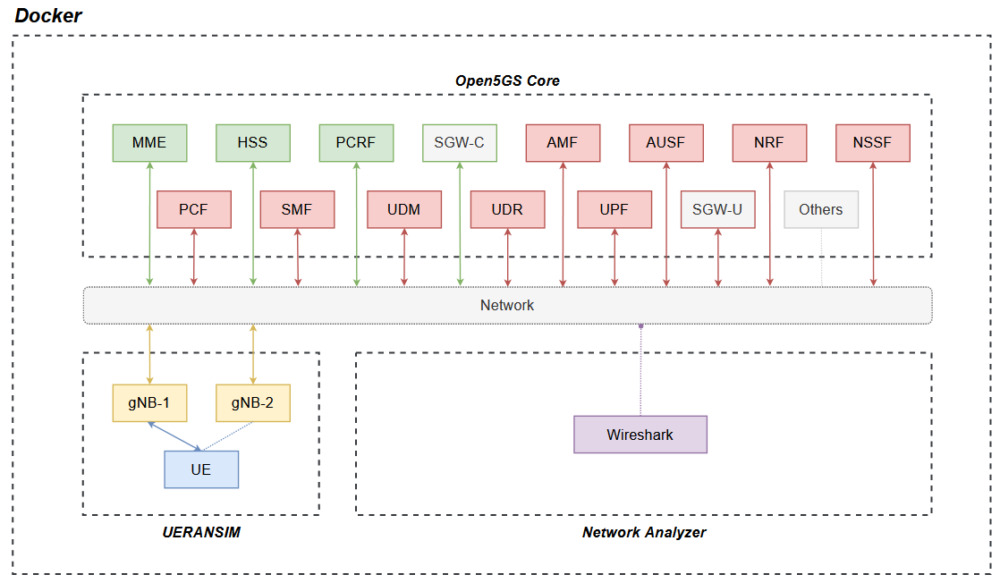 Docker
Open5GS Core
MME HSS PCRF SGW-C AMF AUSF NRF NSSF
PCF SMF UDM UDR UPF SGW-U Others
Network
gNB-1 gNB-2
Wireshark
UE
UERANSIM Network Analyzer